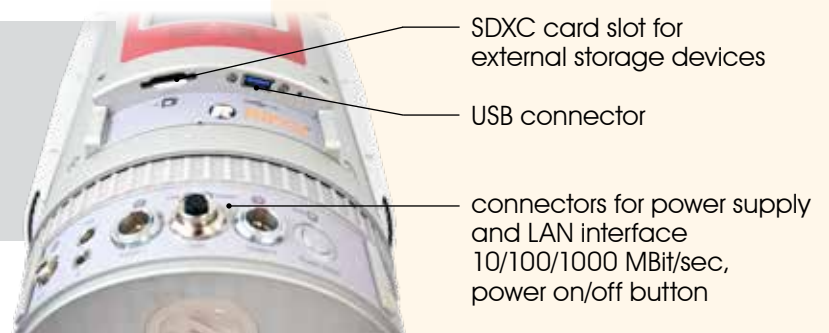 SDXC card slot for
external storage devices
USB connector
connectors for power supply
and LAN interface
10/100/1000 MBit/sec,
power on/off button